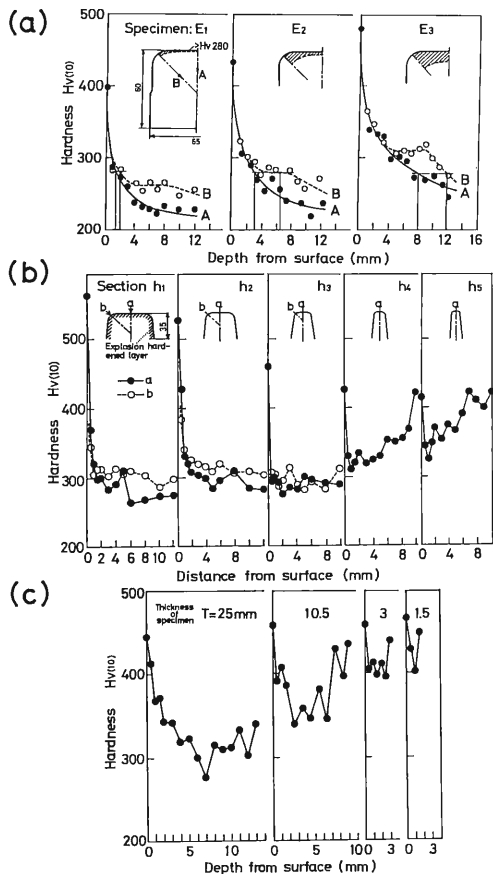 (a)
Specimen: E1
E2
E3
Hv 280
A
B
60
65
B
A
B
A
B
A
500
400
300
200
Hardness Hv(10)
0 2 4 6 8 10 12
0 2 4 6 8 10 12
0 2 4 6 8 10 12 14 16
Depth from surface (mm)
(b)
Section h1
h2
h3
h4
h5
a
b
a
b
a
b
a
a
35
Explosion hard-
ened layer
a
b
500
400
300
200
Hardness Hv(10)
0 2 4 6 8 10
0 4 8
0 4 8
0 4 8
0 4 8
Distance from surface (mm)
(c)
Thickness
of
specimen
T=25mm
10.5
3
1.5
500
400
300
200
Hardness Hv(10)
0 5 10
0 5 10
0 3
0 3
Depth from surface (mm)